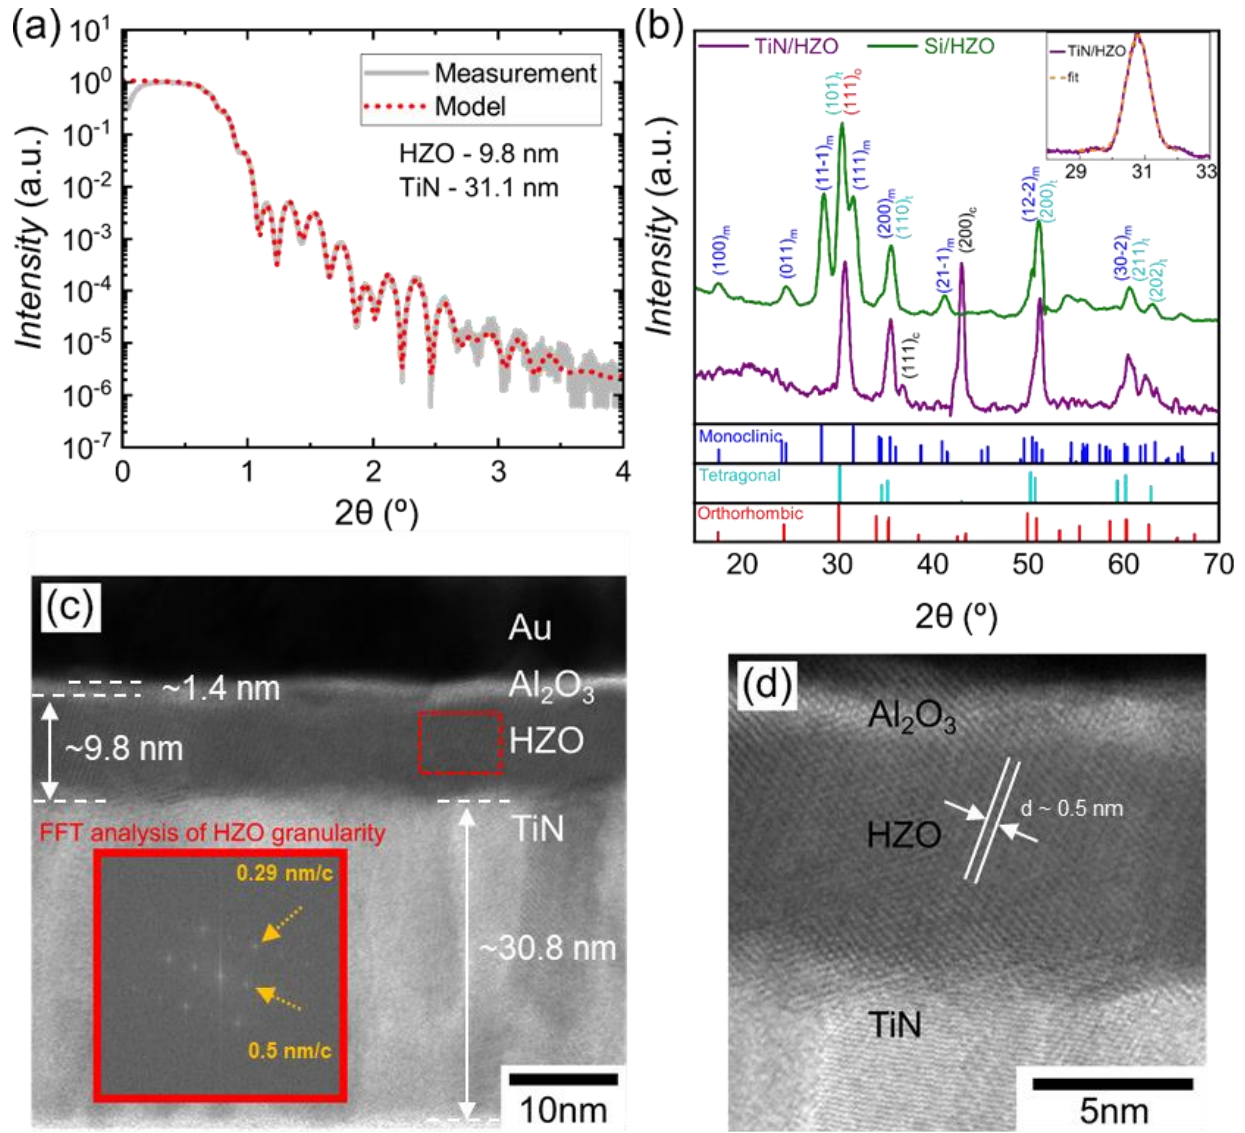 (a)
10¹
10⁰
10⁻¹
10⁻²
10⁻³
10⁻⁴
10⁻⁵
10⁻⁶
10⁻⁷
Intensity (a.u.)
Measurement
Model
HZO - 9.8 nm
TiN - 31.1 nm
0 1 2 3 4
2θ (º)
(b)
Intensity (a.u.)
TiN/HZO
Si/HZO
TiN/HZO
fit
29 31 33
(100)ₘ
(011)ₘ
(11-1)ₘ
(101)ₜ
(111)ₒ
(111)ₘ
(200)ₘ
(110)ₜ
(111)c
(21-1)ₘ
(200)c
(12-2)ₘ
(200)ₜ
(30-2)ₘ
(211)ₜ
(202)ₜ
Monoclinic
Tetragonal
Orthorhombic
20 30 40 50 60 70
2θ (º)
(c)
Au
~1.4 nm
Al₂O₃
~9.8 nm
HZO
TiN
FFT analysis of HZO granularity
0.29 nm/c
0.5 nm/c
~30.8 nm
10nm
(d)
Al₂O₃
d ~ 0.5 nm
HZO
TiN
5nm